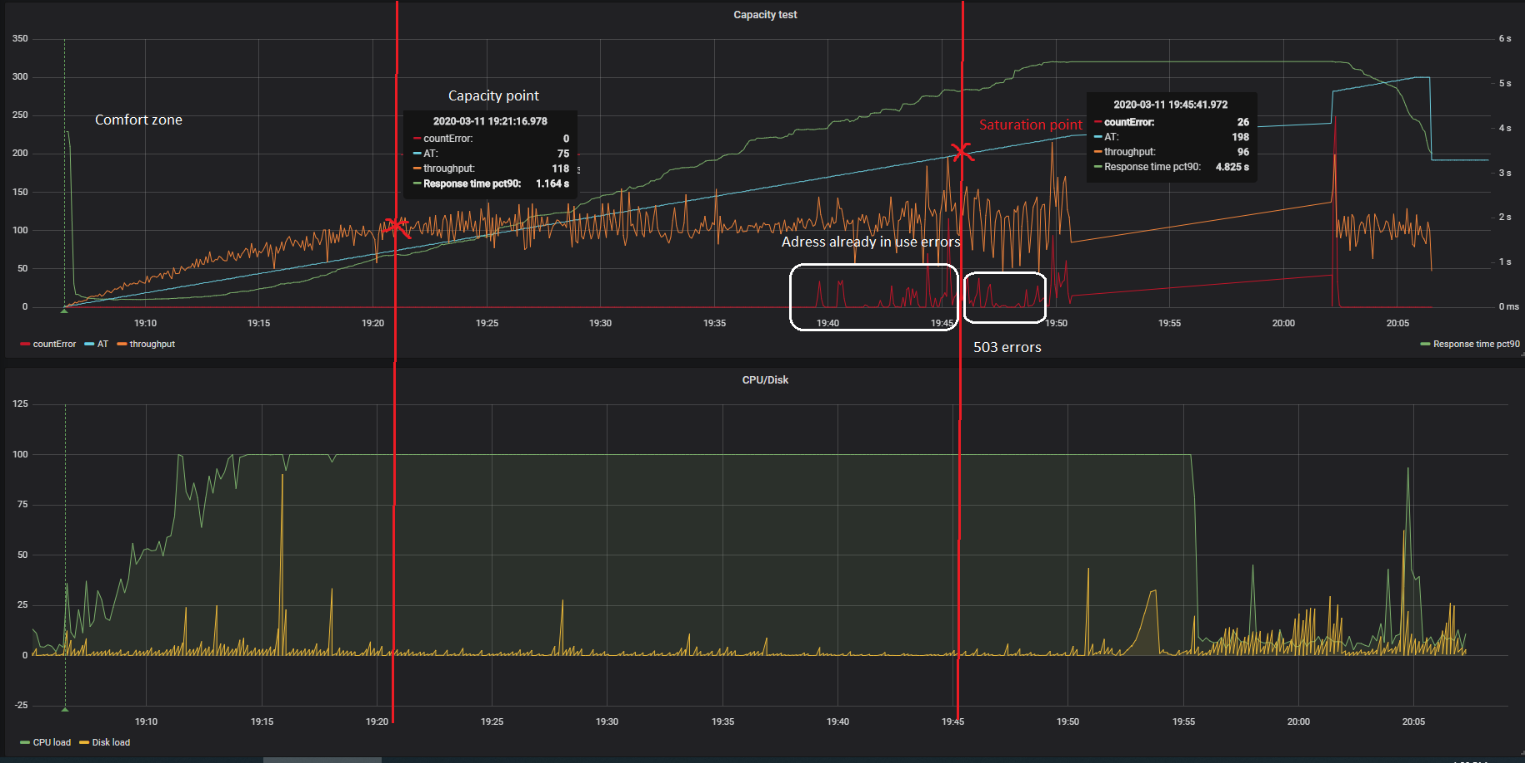 Capacity test
350
300
250
200
150
100
50
0
6 s
5 s
4 s
3 s
2 s
1 s
0 ms
Comfort zone
Capacity point
2020-03-11 19:21:16.978
countError: 0
AT: 75
throughput: 118
Response time pct90: 1.164 s
Saturation point
2020-03-11 19:45:41.972
countError: 26
AT: 198
throughput: 96
Response time pct90: 4.825 s
Adress already in use errors
19:10 19:15 19:20 19:25 19:30 19:35 19:40 19:45 19:50 19:55 20:00 20:05
countError AT throughput
503 errors
Response time pct90
CPU/Disk
125
100
75
50
25
0
-25
19:10 19:15 19:20 19:25 19:30 19:35 19:40 19:45 19:50 19:55 20:00 20:05
CPU load Disk load